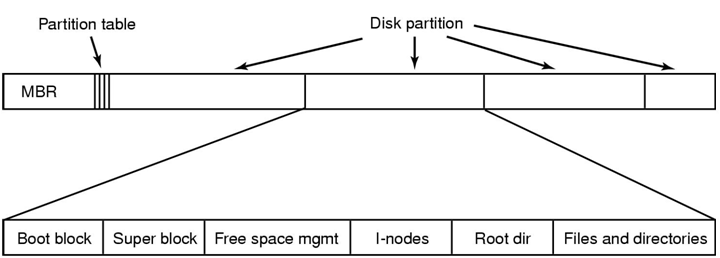 Partition table
Disk partition
MBR
Boot block
Super block
Free space mgmt
I-nodes
Root dir
Files and directories